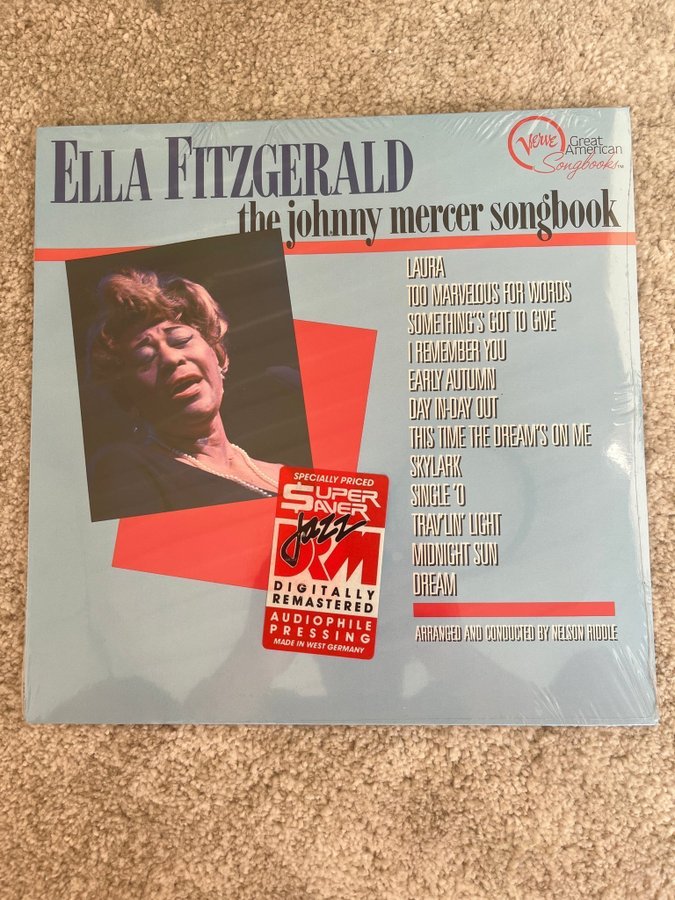 ELLA FITZGERALD
the johnny mercer songbook
Verve
Great
American
Songbooks™
LAURA
TOO MARVELOUS FOR WORDS
SOMETHING'S GOT TO GIVE
I REMEMBER YOU
EARLY AUTUMN
DAY IN-DAY OUT
THIS TIME THE DREAM'S ON ME
SKYLARK
SINGLE 'O
TRAV'LIN' LIGHT
MIDNIGHT SUN
DREAM
ARRANGED AND CONDUCTED BY NELSON RIDDLE
SPECIALLY PRICED
$UPER
SAVER
jazz
DRM
DIGITALLY
REMASTERED
AUDIOPHILE
PRESSING
MADE IN WEST GERMANY